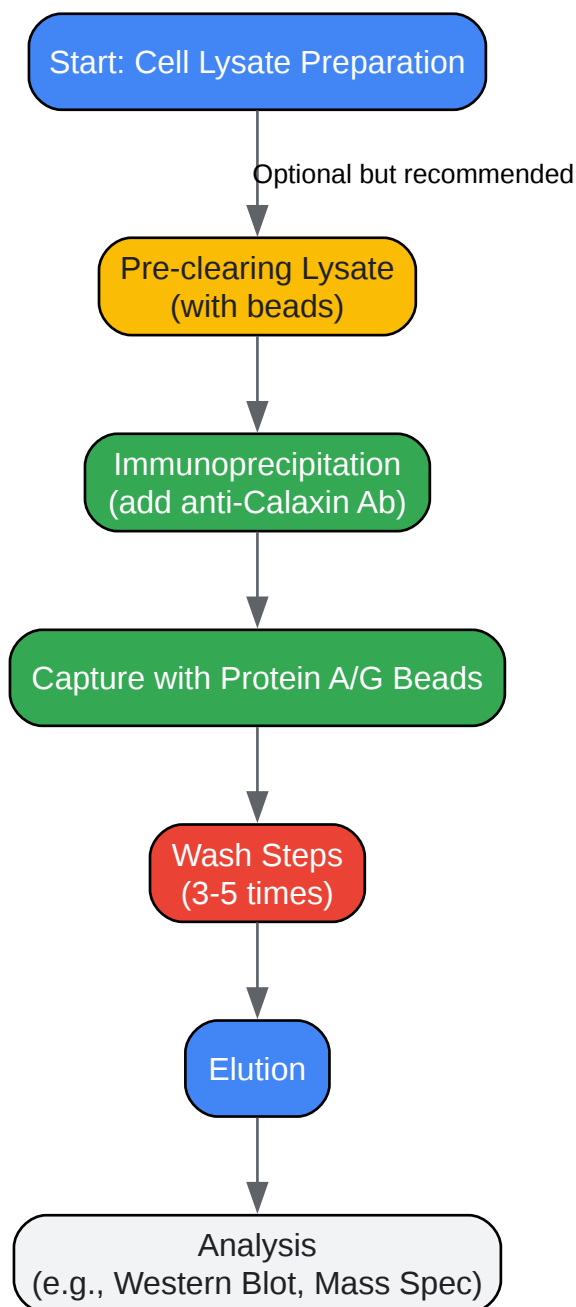 Start: Cell Lysate Preparation
Optional but recommended
Pre-clearing Lysate
(with beads)
Immunoprecipitation
(add anti-Calaxin Ab)
Capture with Protein A/G Beads
Wash Steps
(3-5 times)
Elution
Analysis
(e.g., Western Blot, Mass Spec)